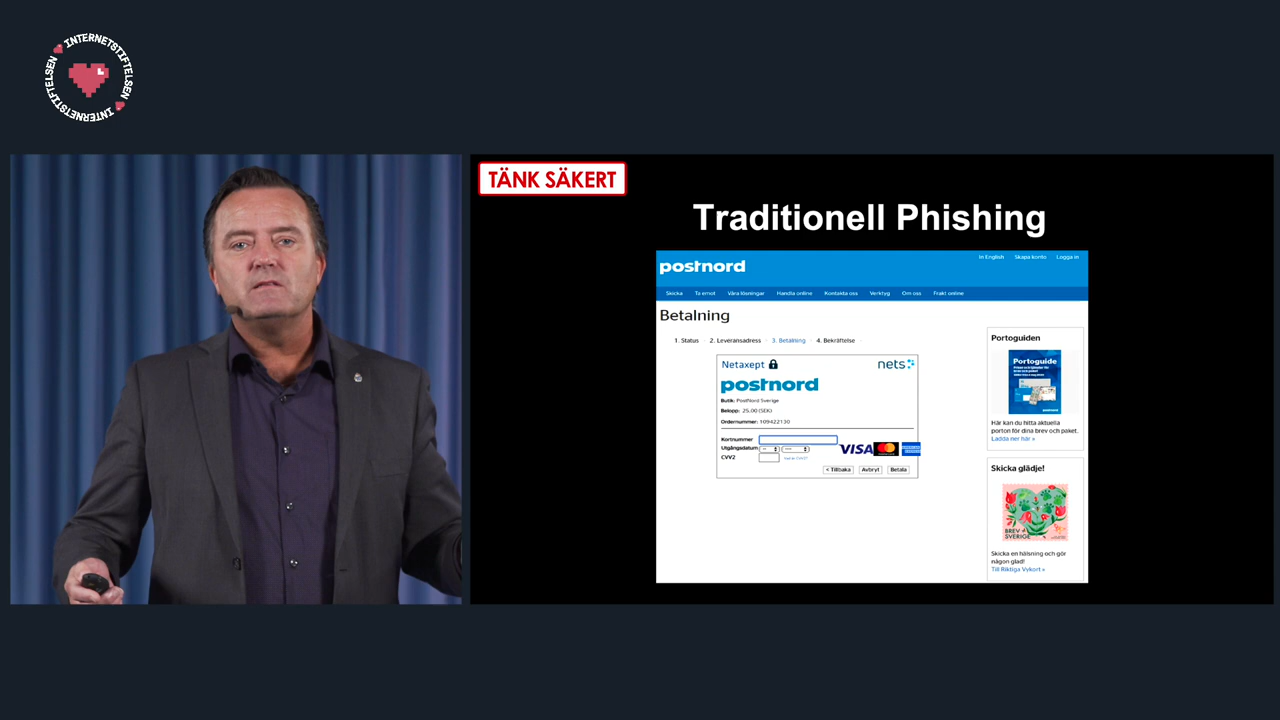 INTERNETSTIFTELSEN
INTERNETSTIFTELSEN
TÄNK SÄKERT
Traditionell Phishing
In English Skapa konto Logga in
postnord
Skicka Ta emot Våra lösningar Handla online Kontakta oss Verktyg Om oss Frakt online
Betalning
1. Status 2. Leveransadress 3. Betalning 4. Bekräftelse
Netaxept nets
postnord
Butik: PostNord Sverige
Belopp: 25,00 (SEK)
Ordernummer: 109422130
Kortnummer
Utgångsdatum
CVV2
VISA
< Tillbaka Avbryt Betala
Portoguiden
Portoguide
Här kan du hitta aktuella
porton för dina brev och paket.
Ladda ner här »
Skicka glädje!
BREV
SVERIGE
Skicka en hälsning och gör
någon glad!
Till Riktiga Vykort »